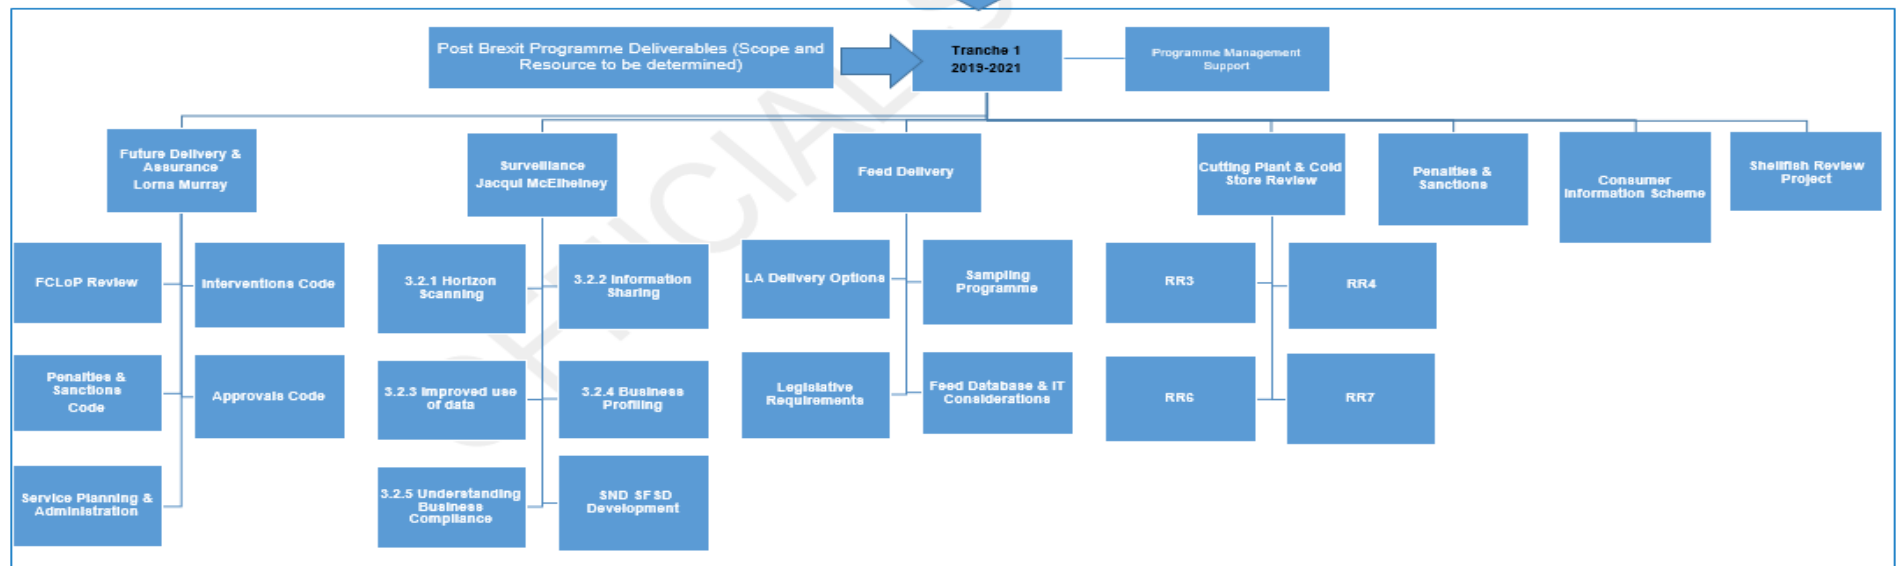 Post Brexit Programme Deliverables (Scope and
Resource to be determined)
Tranche 1
2019-2021
Programme Management
Support
Future Delivery &
Assurance
Lorna Murray
Surveillance
Jacqui McElhelney
Feed Delivery
Cutting Plant & Cold
Store Review
Penalties &
Sanctions
Consumer
Information Scheme
Shellfish Review
Project
FCLoP Review
Interventions Code
3.2.1 Horizon
Scanning
3.2.2 Information
Sharing
LA Delivery Options
Sampling
Programme
RR3
RR4
Penalties &
Sanctions
Code
Approvals Code
3.2.3 Improved use
of data
3.2.4 Business
Profiling
Legislative
Requirements
Feed Database & IT
Considerations
RR6
RR7
Service Planning &
Administration
3.2.5 Understanding
Business
Compliance
SND SFSD
Development
OFFICIAL